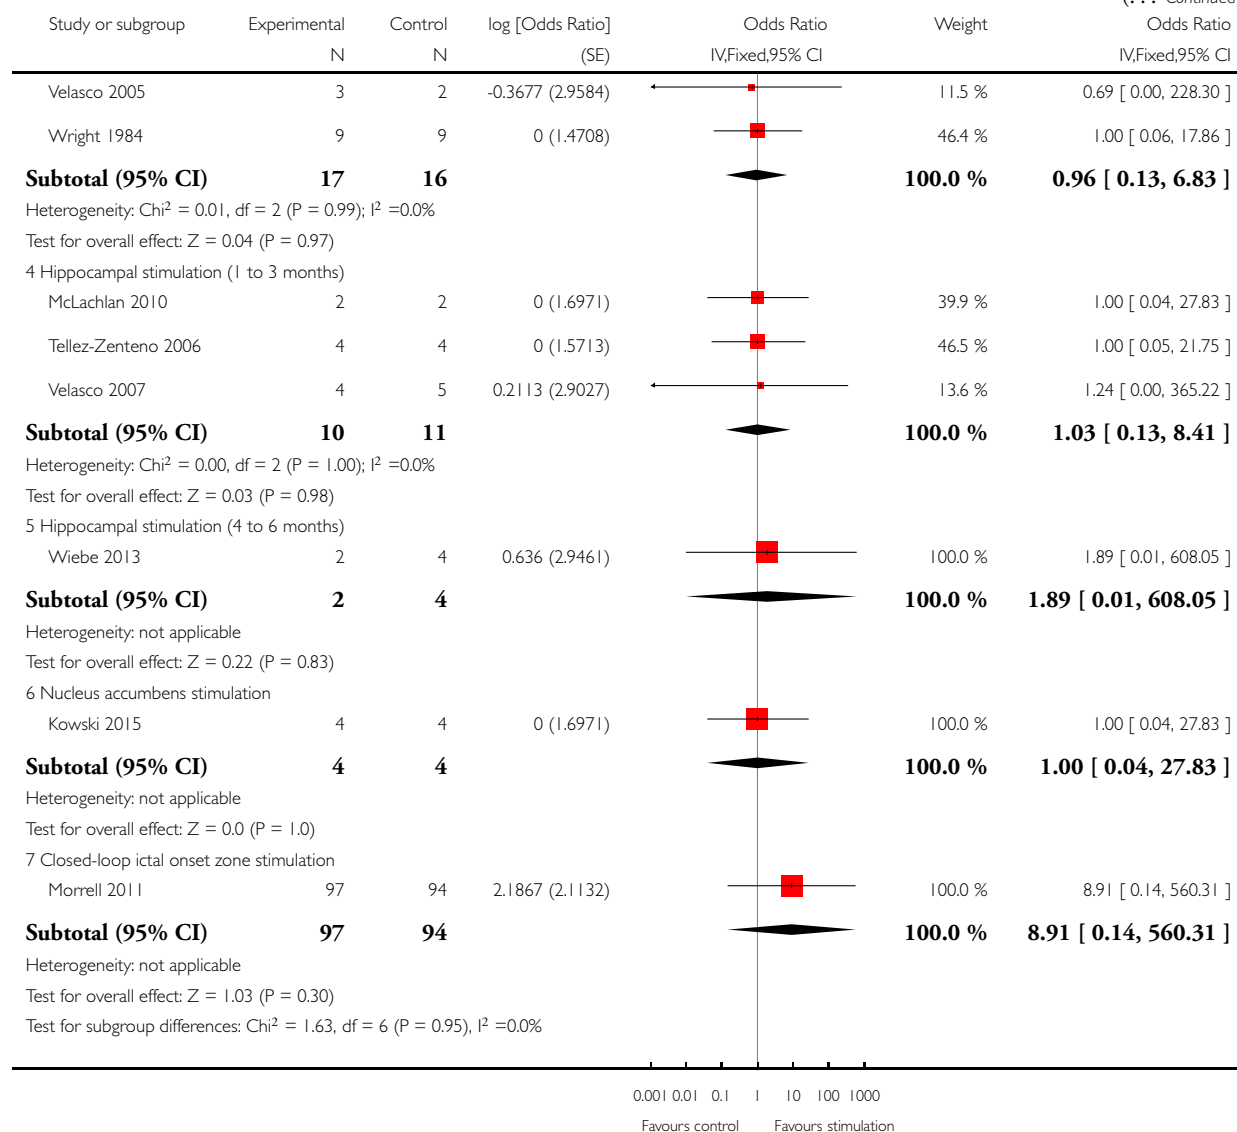 (. . . Continued
Study or subgroup Experimental Control log [Odds Ratio] Odds Ratio Weight Odds Ratio
N N (SE) IV,Fixed,95% CI IV,Fixed,95% CI
Velasco 2005 3 2 -0.3677 (2.9584) 11.5 % 0.69 [ 0.00, 228.30 ]
Wright 1984 9 9 0 (1.4708) 46.4 % 1.00 [ 0.06, 17.86 ]
Subtotal (95% CI) 17 16 100.0 % 0.96 [ 0.13, 6.83 ]
Heterogeneity: Chi² = 0.01, df = 2 (P = 0.99); I² =0.0%
Test for overall effect: Z = 0.04 (P = 0.97)
4 Hippocampal stimulation (1 to 3 months)
McLachlan 2010 2 2 0 (1.6971) 39.9 % 1.00 [ 0.04, 27.83 ]
Tellez-Zenteno 2006 4 4 0 (1.5713) 46.5 % 1.00 [ 0.05, 21.75 ]
Velasco 2007 4 5 0.2113 (2.9027) 13.6 % 1.24 [ 0.00, 365.22 ]
Subtotal (95% CI) 10 11 100.0 % 1.03 [ 0.13, 8.41 ]
Heterogeneity: Chi² = 0.00, df = 2 (P = 1.00); I² =0.0%
Test for overall effect: Z = 0.03 (P = 0.98)
5 Hippocampal stimulation (4 to 6 months)
Wiebe 2013 2 4 0.636 (2.9461) 100.0 % 1.89 [ 0.01, 608.05 ]
Subtotal (95% CI) 2 4 100.0 % 1.89 [ 0.01, 608.05 ]
Heterogeneity: not applicable
Test for overall effect: Z = 0.22 (P = 0.83)
6 Nucleus accumbens stimulation
Kowski 2015 4 4 0 (1.6971) 100.0 % 1.00 [ 0.04, 27.83 ]
Subtotal (95% CI) 4 4 100.0 % 1.00 [ 0.04, 27.83 ]
Heterogeneity: not applicable
Test for overall effect: Z = 0.0 (P = 1.0)
7 Closed-loop ictal onset zone stimulation
Morrell 2011 97 94 2.1867 (2.1132) 100.0 % 8.91 [ 0.14, 560.31 ]
Subtotal (95% CI) 97 94 100.0 % 8.91 [ 0.14, 560.31 ]
Heterogeneity: not applicable
Test for overall effect: Z = 1.03 (P = 0.30)
Test for subgroup differences: Chi² = 1.63, df = 6 (P = 0.95), I² =0.0%
0.001 0.01 0.1 1 10 100 1000
Favours control Favours stimulation